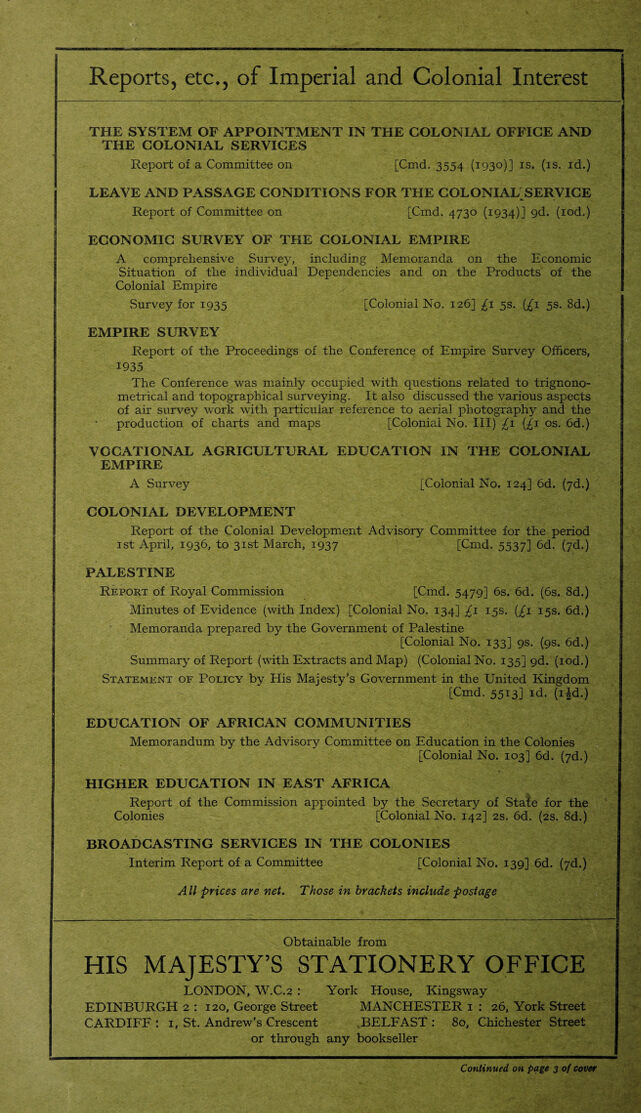 Reports, etc., of Imperial and Colonial Interest
THE SYSTEM OF APPOINTMENT IN THE COLONIAL OFFICE AND
THE COLONIAL SERVICES
Report of a Committee on [Cmd. 3554 (1930)] 1s. (1s. 1d.)
LEAVE AND PASSAGE CONDITIONS FOR THE COLONIAL SERVICE
Report of Committee on [Cmd. 4730 (1934)] 9d. (10d.)
ECONOMIC SURVEY OF THE COLONIAL EMPIRE
A comprehensive Survey, including Memoranda on the Economic
Situation of the individual Dependencies and on the Products of the
Colonial Empire
Survey for 1935 [Colonial No. 126] £1 5s. (£1 5s. 8d.)
EMPIRE SURVEY
Report of the Proceedings of the Conference of Empire Survey Officers,
1935
The Conference was mainly occupied with questions related to trignono-
metrical and topographical surveying. It also discussed the various aspects
of air survey work with particular reference to aerial photography and the
production of charts and maps [Colonial No. III) £1 (£1 0s. 6d.)
VOCATIONAL AGRICULTURAL EDUCATION IN THE COLONIAL
EMPIRE
A Survey [Colonial No. 124] 6d. (7d.)
COLONIAL DEVELOPMENT
Report of the Colonial Development Advisory Committee for the period
1st April, 1936, to 31st March, 1937 [Cmd. 5537] 6d. (7d.)
PALESTINE
REPORT of Royal Commission [Cmd. 5479] 6s. 6d. (6s. 8d.)
Minutes of Evidence (with Index) [Colonial No. 134] £1 15s. (£1 15s. 6d.)
Memoranda prepared by the Government of Palestine
[Colonial No. 133] 9s. (9s. 6d.)
Summary of Report (with Extracts and Map) (Colonial No. 135] 9d. (10d.)
STATEMENT OF POLICY by His Majesty's Government in the United Kingdom
[Cmd. 5513] 1d. (1½d.)
EDUCATION OF AFRICAN COMMUNITIES
Memorandum by the Advisory Committee on Education in the Colonies
[Colonial No. 103] 6d. (7d.)
HIGHER EDUCATION IN EAST AFRICA
Report of the Commission appointed by the Secretary of State for the
Colonies [Colonial No. 142] 2s. 6d. (2s. 8d.)
BROADCASTING SERVICES IN THE COLONIES
Interim Report of a Committee [Colonial No. 139] 6d. (7d.)
All prices are net. Those in brackets include postage
Obtainable from
HIS MAJESTY'S STATIONERY OFFICE
LONDON, W.C.2 : York House, Kingsway
EDINBURGH 2 : 120, George Street MANCHESTER 1 : 26, York Street
CARDIFF : 1, St. Andrew's Crescent BELFAST : 80, Chichester Street
or through any bookseller
Continued on page 3 of cover